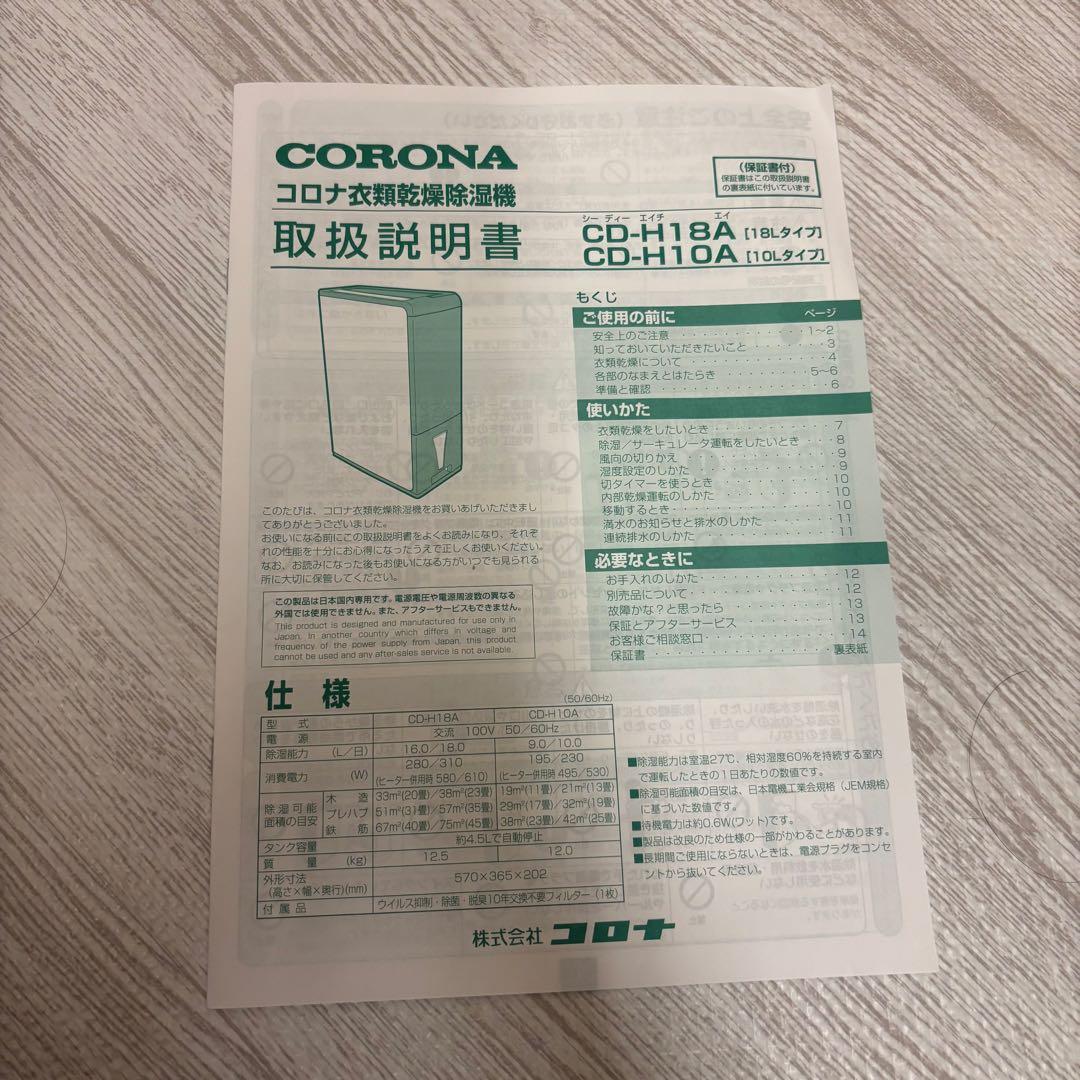 CORONA
コロナ衣類乾燥除湿機
取扱説明書
(保証書付)
保証書はこの取扱説明書
の裏表紙に付いています。
シー ディー エイチ エイ
CD-H18A [18Lタイプ]
CD-H10A [10Lタイプ]
もくじ
ご使用の前に ページ
安全上のご注意・・・・・・・・・・・・1~2
知っておいていただきたいこと・・・・・・・3
衣類乾燥について・・・・・・・・・・・・4
各部のなまえとはたらき・・・・・・・・5~6
準備と確認・・・・・・・・・・・・・・・6
使いかた
衣類乾燥をしたいとき・・・・・・・・・・7
除湿/サーキュレータ運転をしたいとき・・・8
風向の切りかえ・・・・・・・・・・・・・9
湿度設定のしかた・・・・・・・・・・・・9
切タイマーを使うとき・・・・・・・・・・10
内部乾燥運転のしかた・・・・・・・・・・10
移動するとき・・・・・・・・・・・・・・10
満水のお知らせと排水のしかた・・・・・・11
連続排水のしかた・・・・・・・・・・・・11
必要なときに
お手入れのしかた・・・・・・・・・・・・12
別売品について・・・・・・・・・・・・・12
故障かな?と思ったら・・・・・・・・・・13
保証とアフターサービス・・・・・・・・・13
お客様ご相談窓口・・・・・・・・・・・・14
保証書・・・・・・・・・・・・・・・裏表紙
このたびは、コロナ衣類乾燥除湿機をお買いあげいただきまし
てありがとうございました。
お使いになる前にこの取扱説明書をよくお読みになり、それぞ
れの性能を十分にお心得になったうえで正しくお使いください。
なお、お読みになった後もお使いになる方がいつでも見られる
所に大切に保管してください。
この製品は日本国内専用です。電源電圧や電源周波数の異なる
外国では使用できません。また、アフターサービスもできません。
This product is designed and manufactured for use only in
Japan. In another country which differs in voltage and
frequency of the power supply from Japan, this product
cannot be used and any after-sales service is not available.
仕様
(50/60Hz)
型式 CD-H18A CD-H10A
電源 交流 100V 50/60Hz
除湿能力 (L/日) 16.0/18.0 9.0/10.0
消費電力 (W) 280/310 (ヒーター併用時 580/610) 195/230 (ヒーター併用時 495/530)
除湿可能面積の目安 木造 33m²(20畳)/38m²(23畳) 19m²(11畳)/21m²(13畳)
プレハブ 51m²(31畳)/57m²(35畳) 29m²(17畳)/32m²(19畳)
鉄筋 67m²(40畳)/75m²(45畳) 38m²(23畳)/42m²(25畳)
タンク容量 約4.5Lで自動停止
質量 (kg) 12.5 12.0
外形寸法
(高さ×幅×奥行)(mm) 570×365×202
付属品 ウイルス抑制・除菌・脱臭10年交換不要フィルター(1枚)
■除湿能力は室温27℃、相対湿度60%を持続する室内
で運転したときの1日あたりの数値です。
■除湿可能面積の目安は、日本電機工業会規格(JEM規格)
に基づいた数値です。
■待機電力は約0.6W(ワット)です。
■製品は改良のため仕様の一部がかわることがあります。
■長期間ご使用にならないときは、電源プラグをコンセ
ントから抜いてください。
株式会社 コロナ